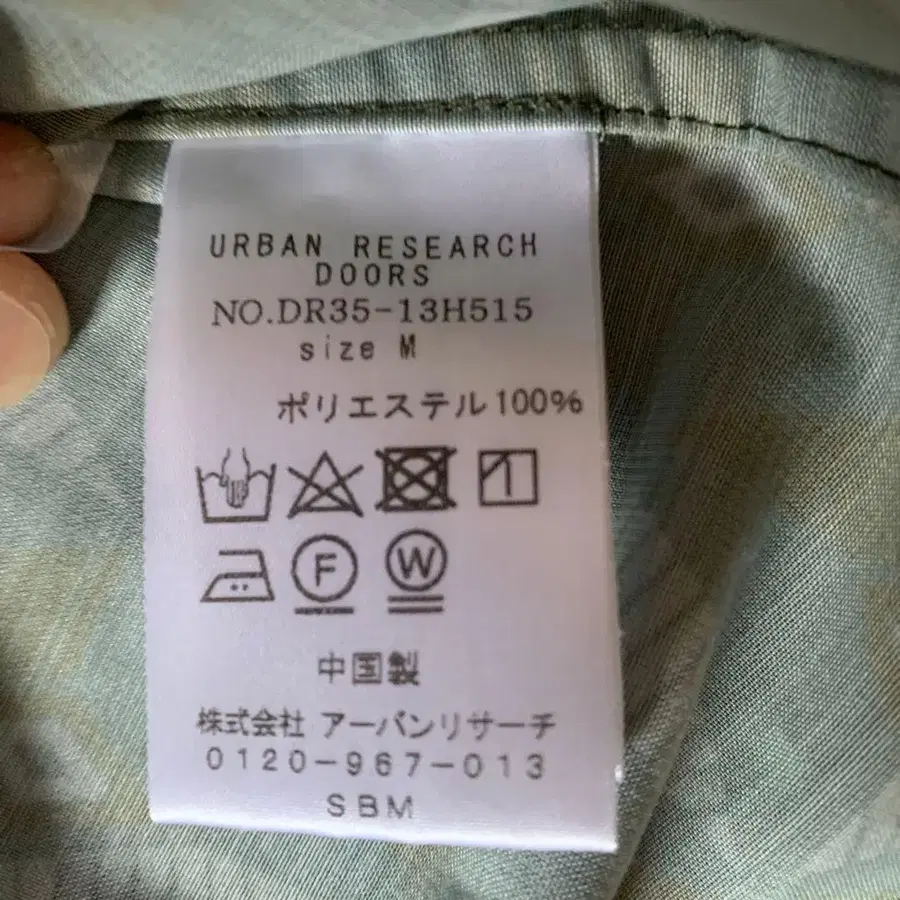 URBAN RESEARCH
DOORS
NO.DR35-13H515
size M
ポリエステル100%
F W
中国製
株式会社 アーバンリサーチ
0120-967-013
SBM